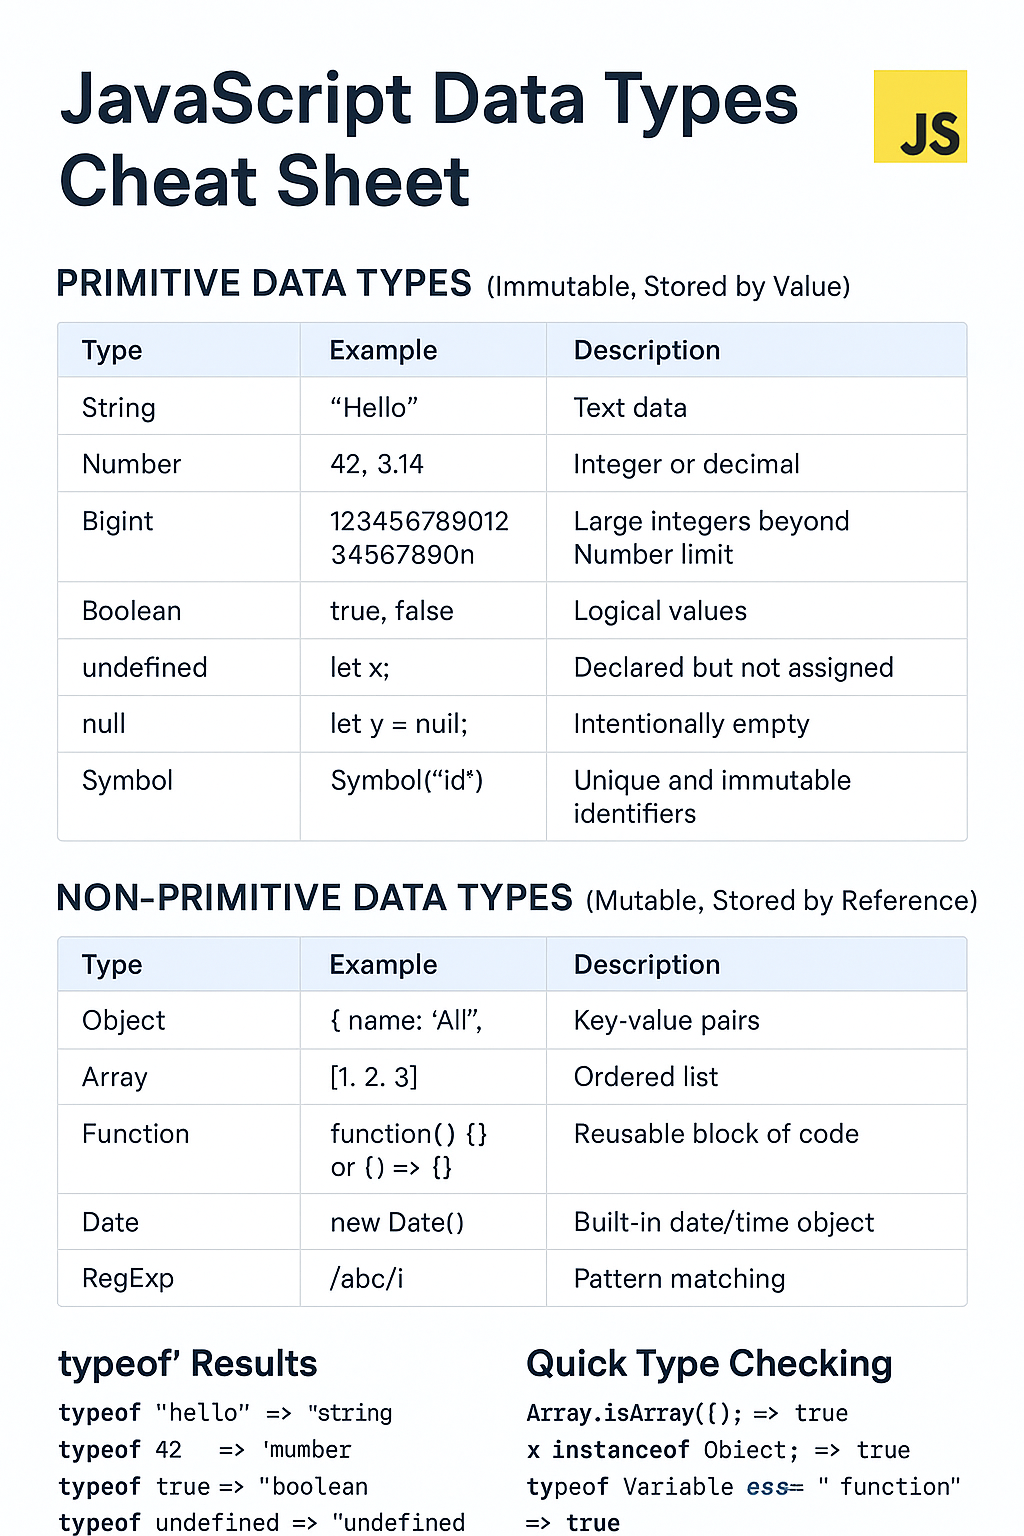 JavaScript Data Types
Cheat Sheet
JS
PRIMITIVE DATA TYPES (Immutable, Stored by Value)
Type Example Description
String “Hello” Text data
Number 42, 3.14 Integer or decimal
Bigint 123456789012 Large integers beyond
34567890n Number limit
Boolean true, false Logical values
undefined let x; Declared but not assigned
null let y = nuil; Intentionally empty
Symbol Symbol(“id*) Unique and immutable
identifiers
NON-PRIMITIVE DATA TYPES (Mutable, Stored by Reference)
Type Example Description
Object { name: ‘All”, Key-value pairs
Array [1. 2. 3] Ordered list
Function function() {} Reusable block of code
or () => {}
Date new Date() Built-in date/time object
RegExp /abc/i Pattern matching
typeof’ Results
typeof "hello” => "string
typeof 42 => 'mumber
typeof true => "boolean
typeof undefined => "undefined
Quick Type Checking
Array.isArray([); => true
x instanceof Obiect; => true
typeof Variable ess= " function"
=> true